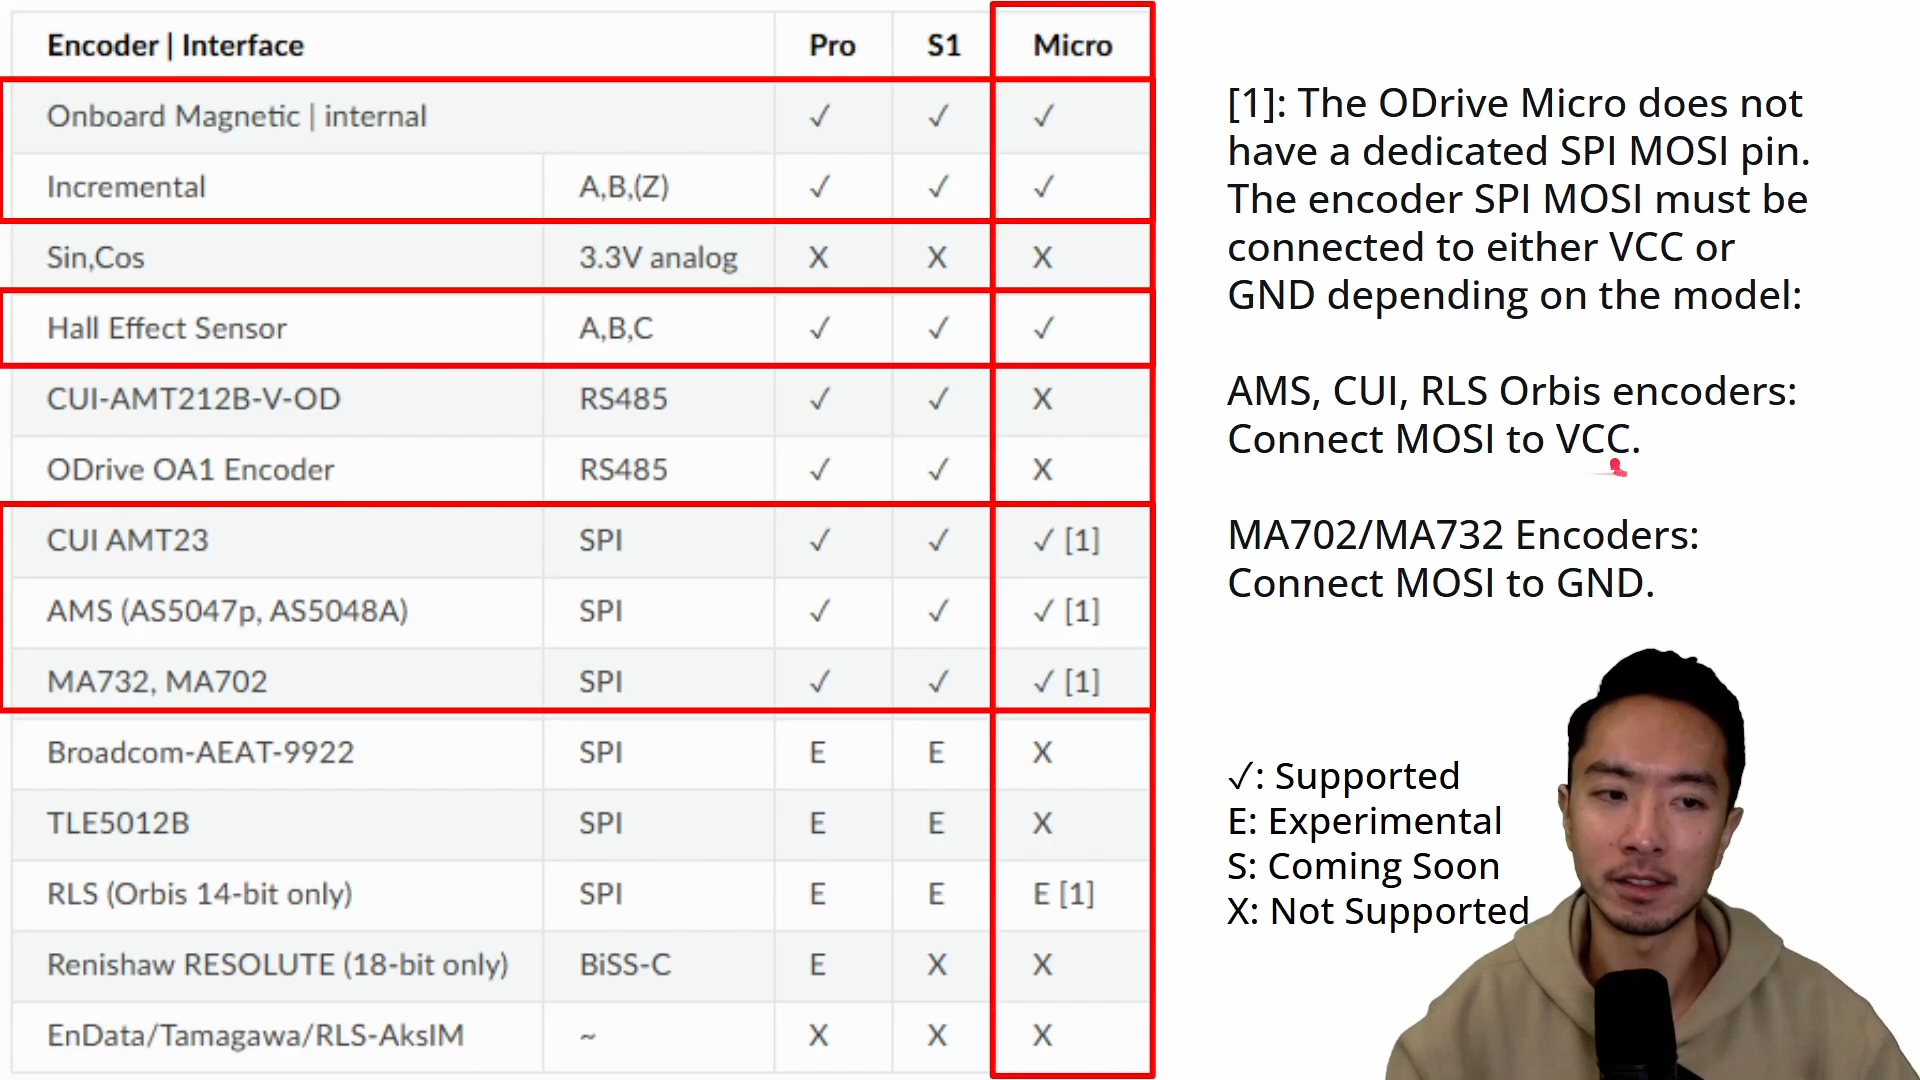 Encoder | Interface Pro S1 Micro
Onboard Magnetic | internal ✓ ✓ ✓
Incremental A,B,(Z) ✓ ✓ ✓
Sin,Cos 3.3V analog X X X
Hall Effect Sensor A,B,C ✓ ✓ ✓
CUI-AMT212B-V-OD RS485 ✓ ✓ X
ODrive OA1 Encoder RS485 ✓ ✓ X
CUI AMT23 SPI ✓ ✓ ✓ [1]
AMS (AS5047p, AS5048A) SPI ✓ ✓ ✓ [1]
MA732, MA702 SPI ✓ ✓ ✓ [1]
Broadcom-AEAT-9922 SPI E E X
TLE5012B SPI E E X
RLS (Orbis 14-bit only) SPI E E E [1]
Renishaw RESOLUTE (18-bit only) BiSS-C E X X
EnData/Tamagawa/RLS-AksIM ~ X X X
[1]: The ODrive Micro does not
have a dedicated SPI MOSI pin.
The encoder SPI MOSI must be
connected to either VCC or
GND depending on the model:
AMS, CUI, RLS Orbis encoders:
Connect MOSI to VCC.
MA702/MA732 Encoders:
Connect MOSI to GND.
✓: Supported
E: Experimental
S: Coming Soon
X: Not Supported